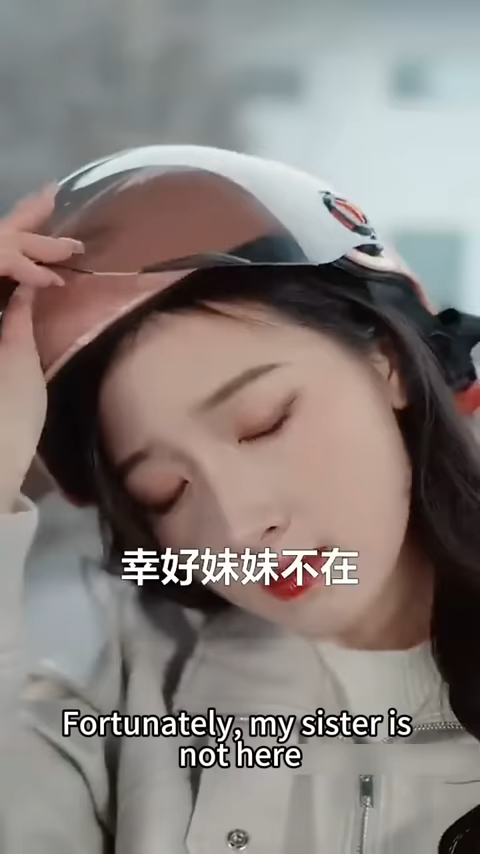 幸好妹妹不在
Fortunately, my sister is
not here